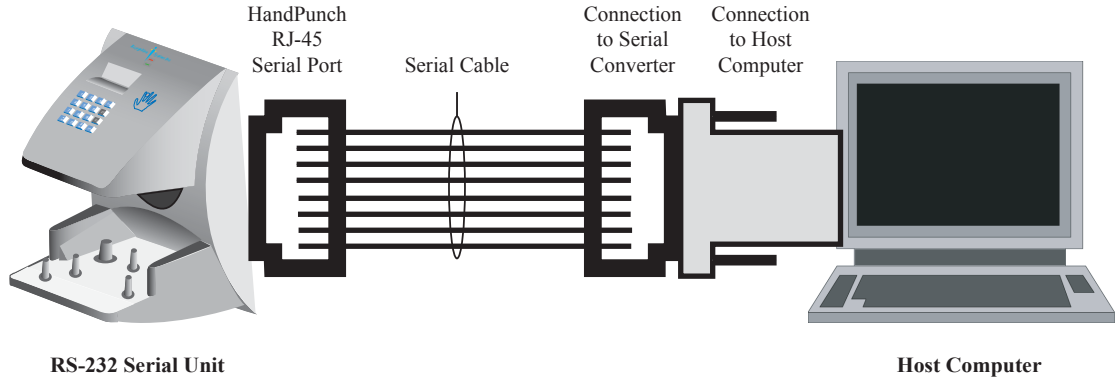 HandPunch
RJ-45
Serial Port
Serial Cable
Connection
to Serial
Converter
Connection
to Host
Computer
RS-232 Serial Unit
Host Computer